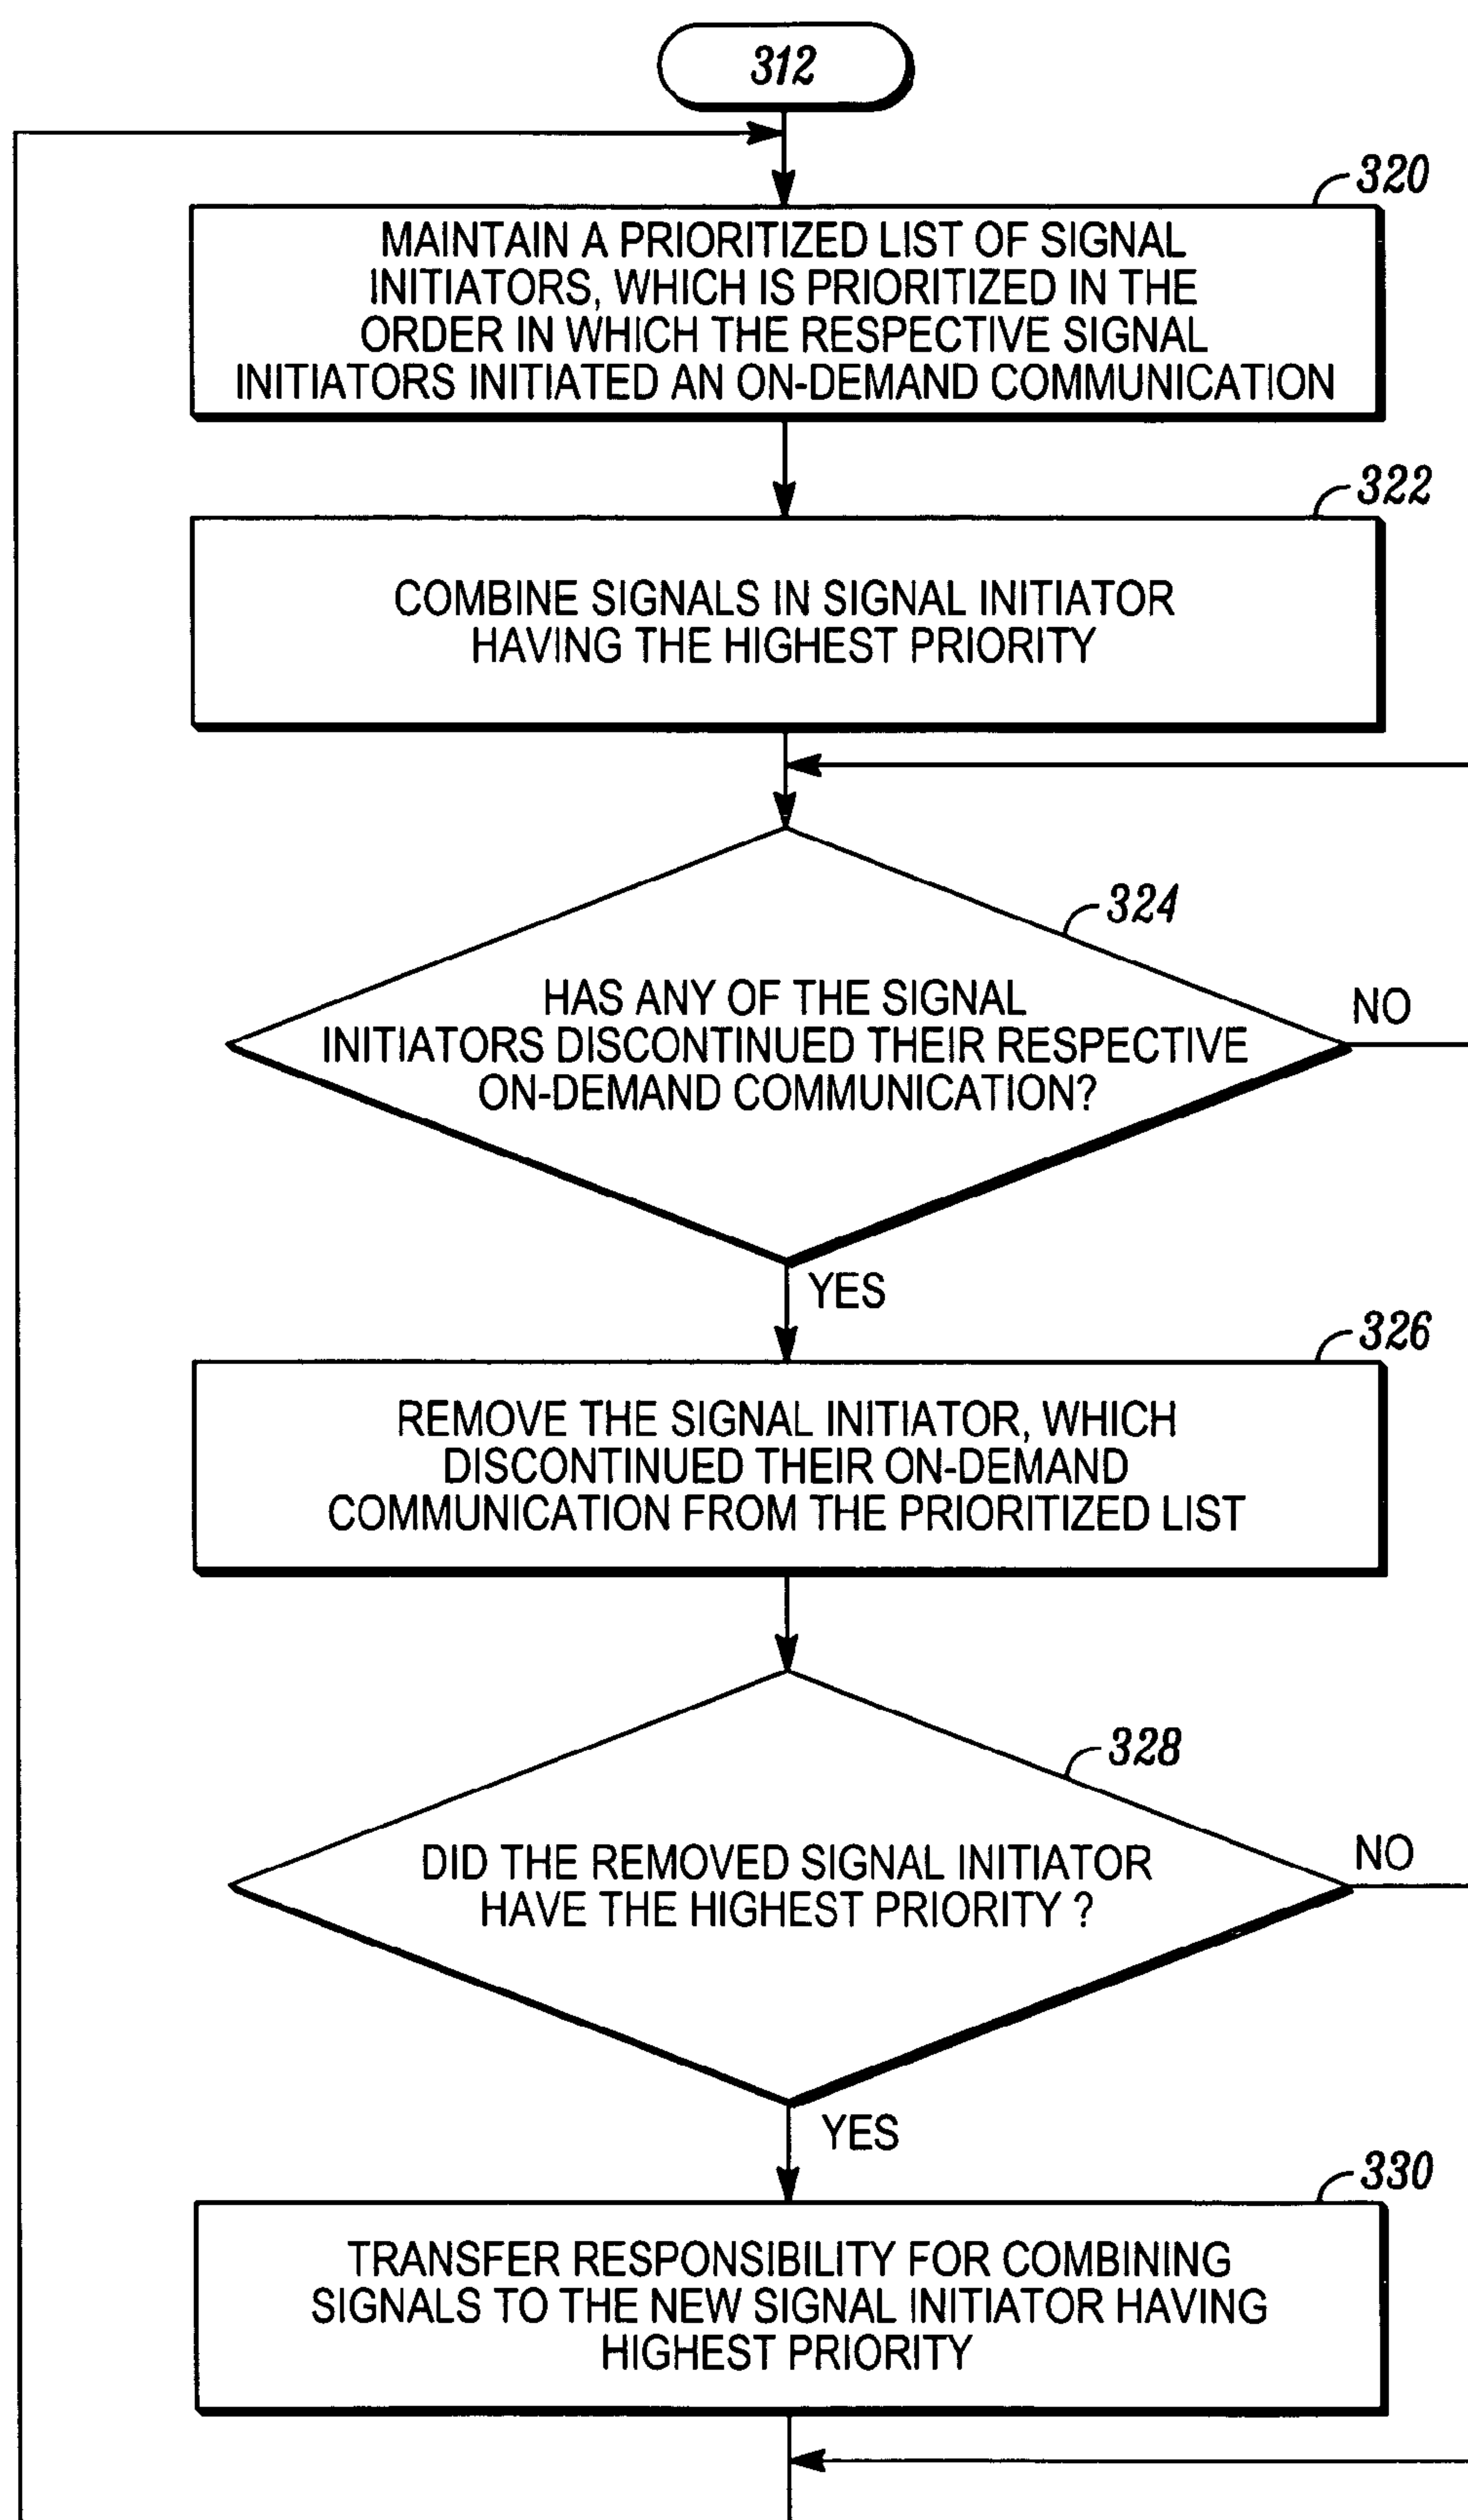 312
320
MAINTAIN A PRIORITIZED LIST OF SIGNAL
INITIATORS, WHICH IS PRIORITIZED IN THE
ORDER IN WHICH THE RESPECTIVE SIGNAL
INITIATORS INITIATED AN ON-DEMAND COMMUNICATION
322
COMBINE SIGNALS IN SIGNAL INITIATOR
HAVING THE HIGHEST PRIORITY
324
HAS ANY OF THE SIGNAL
INITIATORS DISCONTINUED THEIR RESPECTIVE
ON-DEMAND COMMUNICATION?
NO
YES
326
REMOVE THE SIGNAL INITIATOR, WHICH
DISCONTINUED THEIR ON-DEMAND
COMMUNICATION FROM THE PRIORITIZED LIST
328
DID THE REMOVED SIGNAL INITIATOR
HAVE THE HIGHEST PRIORITY ?
NO
YES
330
TRANSFER RESPONSIBILITY FOR COMBINING
SIGNALS TO THE NEW SIGNAL INITIATOR HAVING
HIGHEST PRIORITY